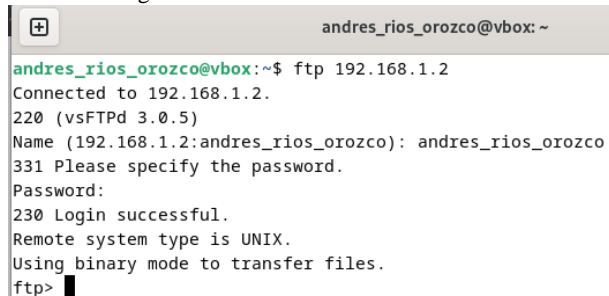 andres_rios_orozco@vbox: ~
andres_rios_orozco@vbox:~$ ftp 192.168.1.2
Connected to 192.168.1.2.
220 (vsFTPd 3.0.5)
Name (192.168.1.2:andres_rios_orozco): andres_rios_orozco
331 Please specify the password.
Password:
230 Login successful.
Remote system type is UNIX.
Using binary mode to transfer files.
ftp>